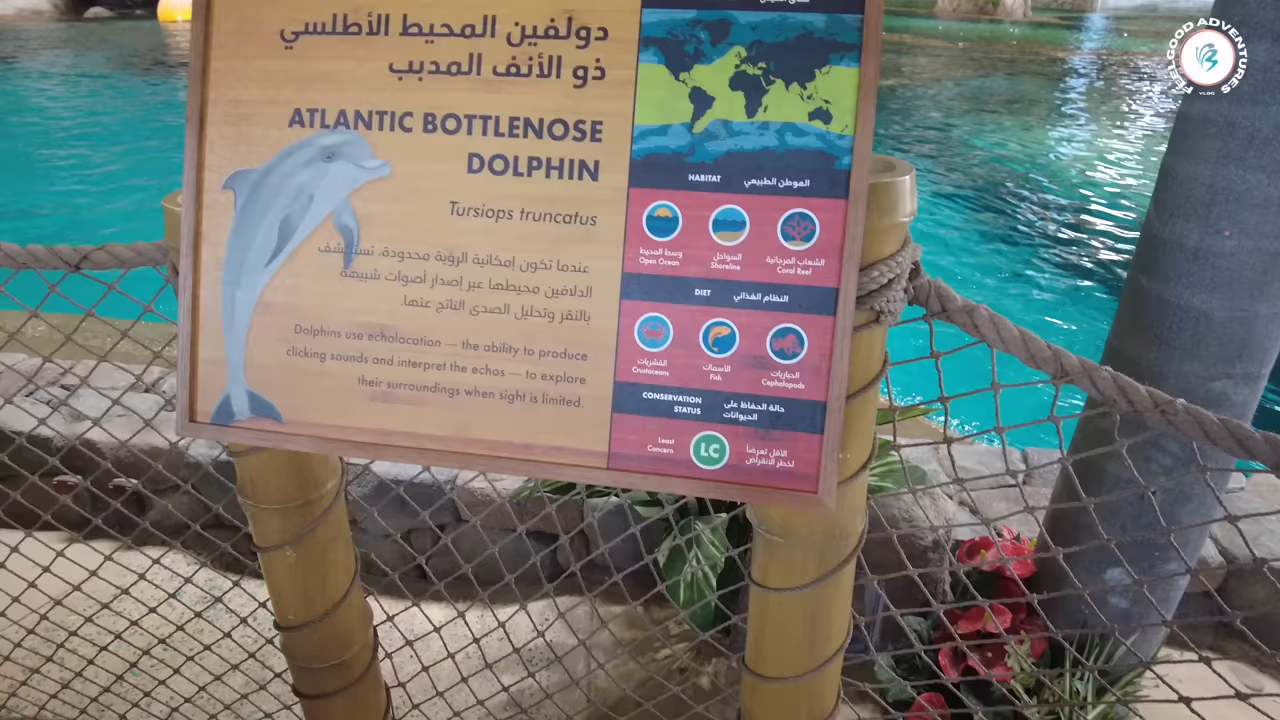 دولفين المحيط الأطلسي
ذو الأنف المدبب
ATLANTIC BOTTLENOSE
DOLPHIN
Tursiops truncatus
عندما تكون إمكانية الرؤية محدودة، تستكشف
الدلافين محيطها عبر إصدار أصوات شبيهة
بالنقر وتحليل الصدى الناتج عنها.
Dolphins use echalocation — the ability to produce
clicking sounds and interpret the echos — to explore
their surroundings when sight is limited.
HABITAT الموطن الطبيعي
وسط المحيط
Open Ocean
السواحل
Shoreline
الشعاب المرجانية
Coral Reef
DIET النظام الغذائي
القشريات
Crustaceans
الأسماك
Fish
الحباريات
Cephalopods
CONSERVATION
STATUS
حالة الحفاظ على
الحيوانات
Least
Concern
LC
الأقل تعرضاً
لخطر الانقراض
FEELGOOD ADVENTURES
VLOG